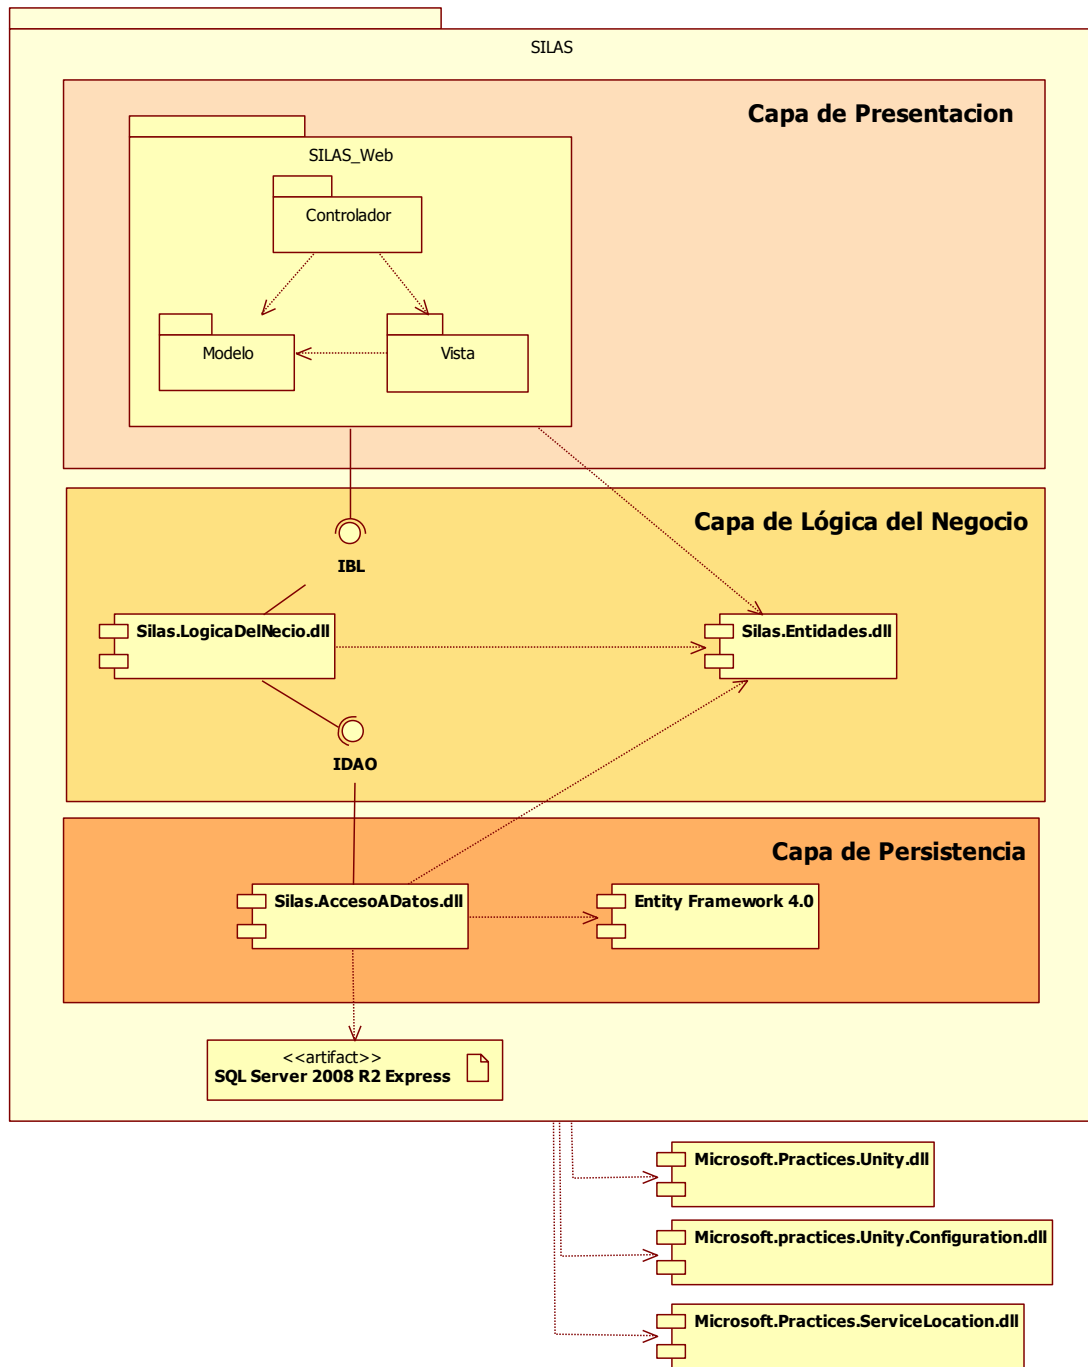 SILAS
Capa de Presentacion
SILAS_Web
Controlador
Modelo
Vista
Capa de Lógica del Negocio
IBL
Silas.LogicaDelNecio.dll
Silas.Entidades.dll
IDAO
Capa de Persistencia
Silas.AccesoADatos.dll
Entity Framework 4.0
<<artifact>>
SQL Server 2008 R2 Express
Microsoft.Practices.Unity.dll
Microsoft.practices.Unity.Configuration.dll
Microsoft.Practices.ServiceLocation.dll